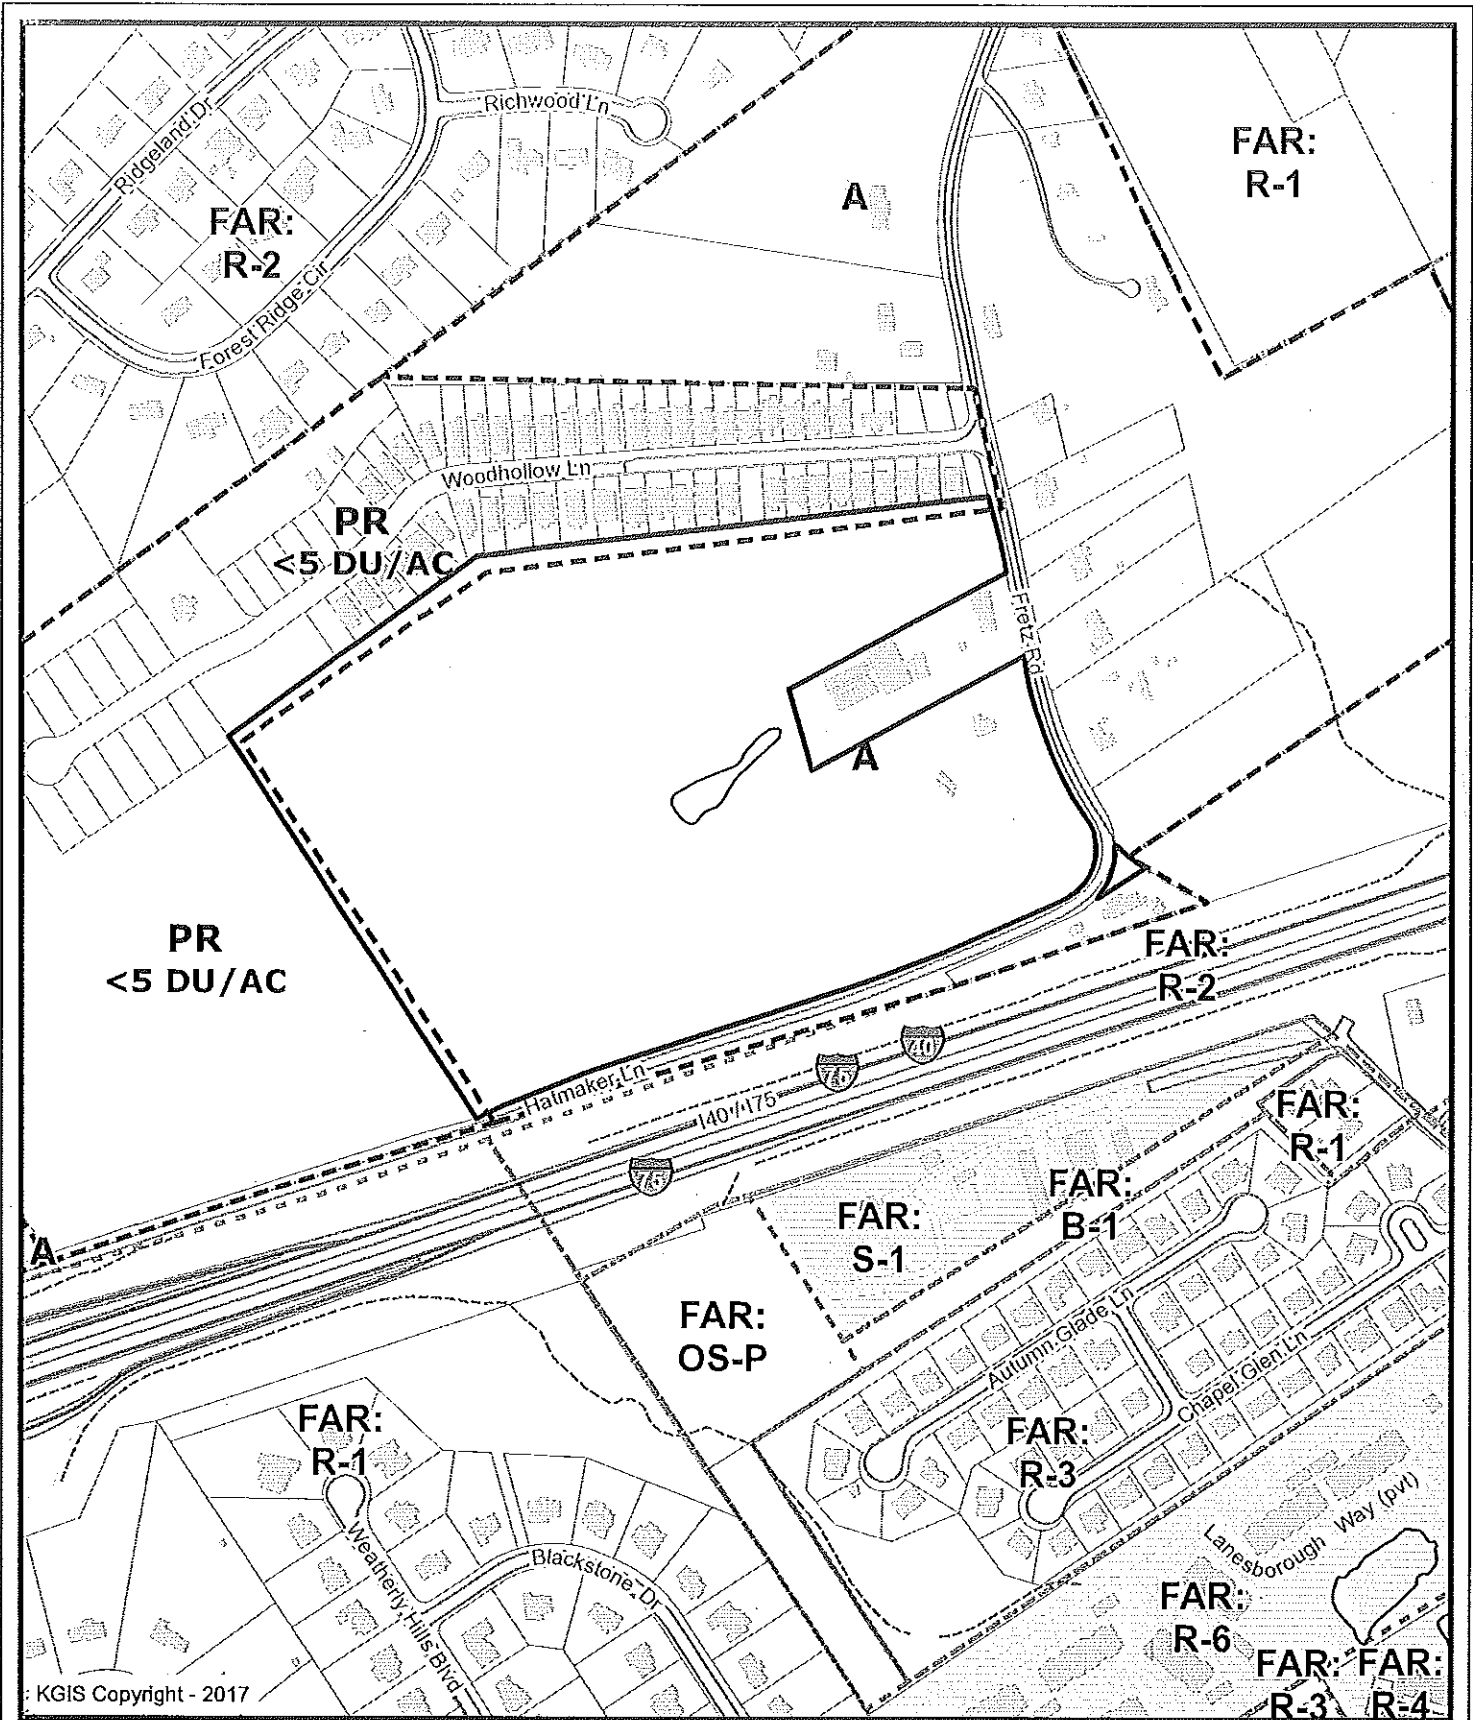 Richwood Ln
Ridgeland Dr
FAR:
R-1
A
FAR:
R-2
Forest Ridge Cir
Woodhollow Ln
PR
<5 DU/AC
Fretz Rd
A
PR
<5 DU/AC
FAR:
R-2
40
75
Hatmaker Ln
I40 / I75
75
FAR:
R-1
FAR:
B-1
FAR:
S-1
A
FAR:
OS-P
Autumn Glade Ln
Chapel Glen Ln
FAR:
R-1
FAR:
R-3
Weatherly Hills Blvd
Blackstone Dr
Lanesborough Way (pvt)
FAR:
R-6
FAR:
R-3
FAR:
R-4
KGIS Copyright - 2017